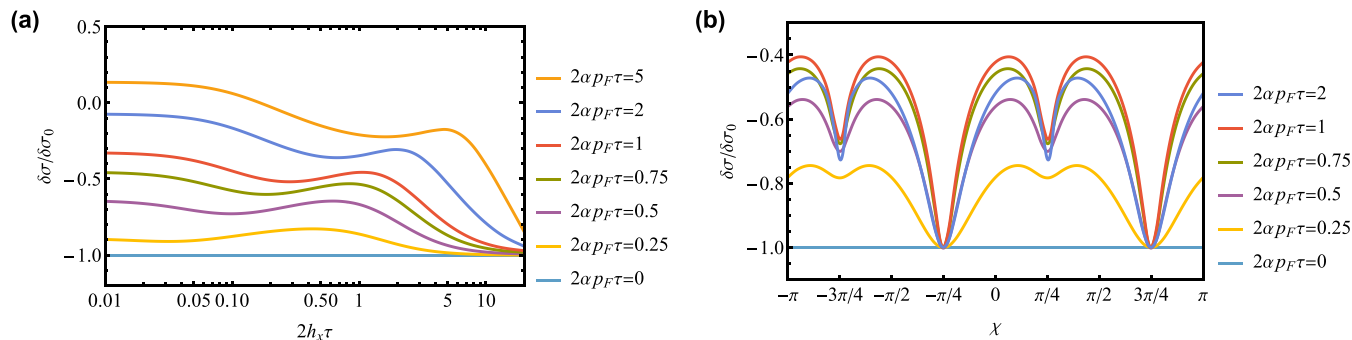 (a)
0.5
0.0
−0.5
−1.0
δσ/δσ0
0.01 0.05 0.10 0.50 1 5 10
2hxτ
2αpFτ=5
2αpFτ=2
2αpFτ=1
2αpFτ=0.75
2αpFτ=0.5
2αpFτ=0.25
2αpFτ=0
(b)
−0.4
−0.6
−0.8
−1.0
δσ/δσ0
−π −3π/4 −π/2 −π/4 0 π/4 π/2 3π/4 π
χ
2αpFτ=2
2αpFτ=1
2αpFτ=0.75
2αpFτ=0.5
2αpFτ=0.25
2αpFτ=0